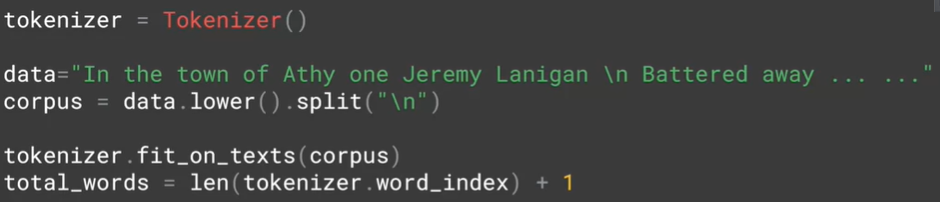 tokenizer = Tokenizer()
data="In the town of Athy one Jeremy Lanigan \n Battered away ... ..."
corpus = data.lower().split("\n")
tokenizer.fit_on_texts(corpus)
total_words = len(tokenizer.word_index) + 1